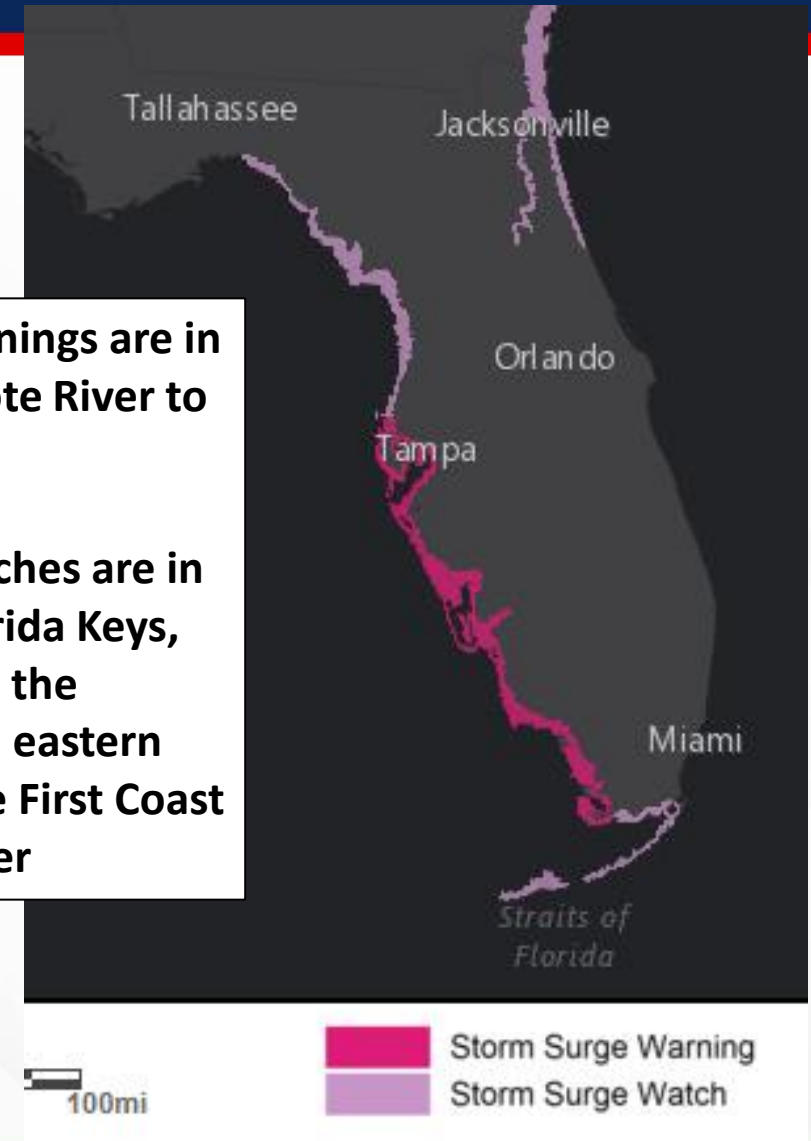 Tallahassee
Jacksonville
nings are in
ote River to
Orlando
Tampa
ches are in
rida Keys,
the
eastern
e First Coast
er
Miami
Straits of
Florida
Storm Surge Warning
100mi
Storm Surge Watch